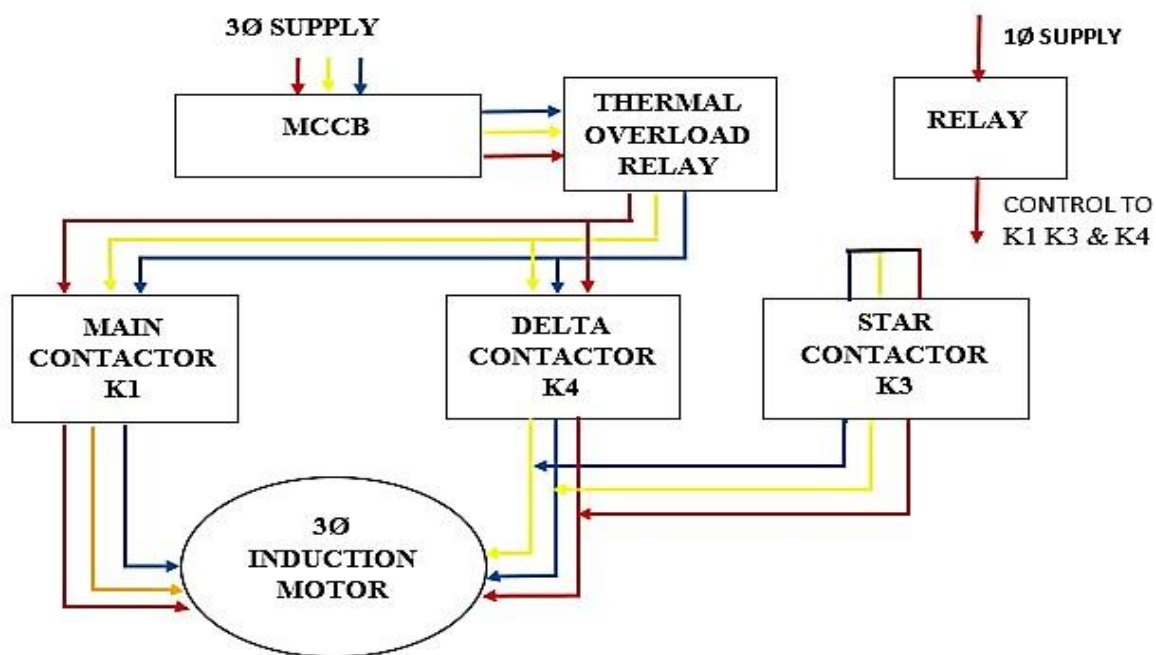 3Ø SUPPLY
1Ø SUPPLY
MCCB
THERMAL
OVERLOAD
RELAY
RELAY
CONTROL TO
K1 K3 & K4
MAIN
CONTACTOR
K1
DELTA
CONTACTOR
K4
STAR
CONTACTOR
K3
3Ø
INDUCTION
MOTOR